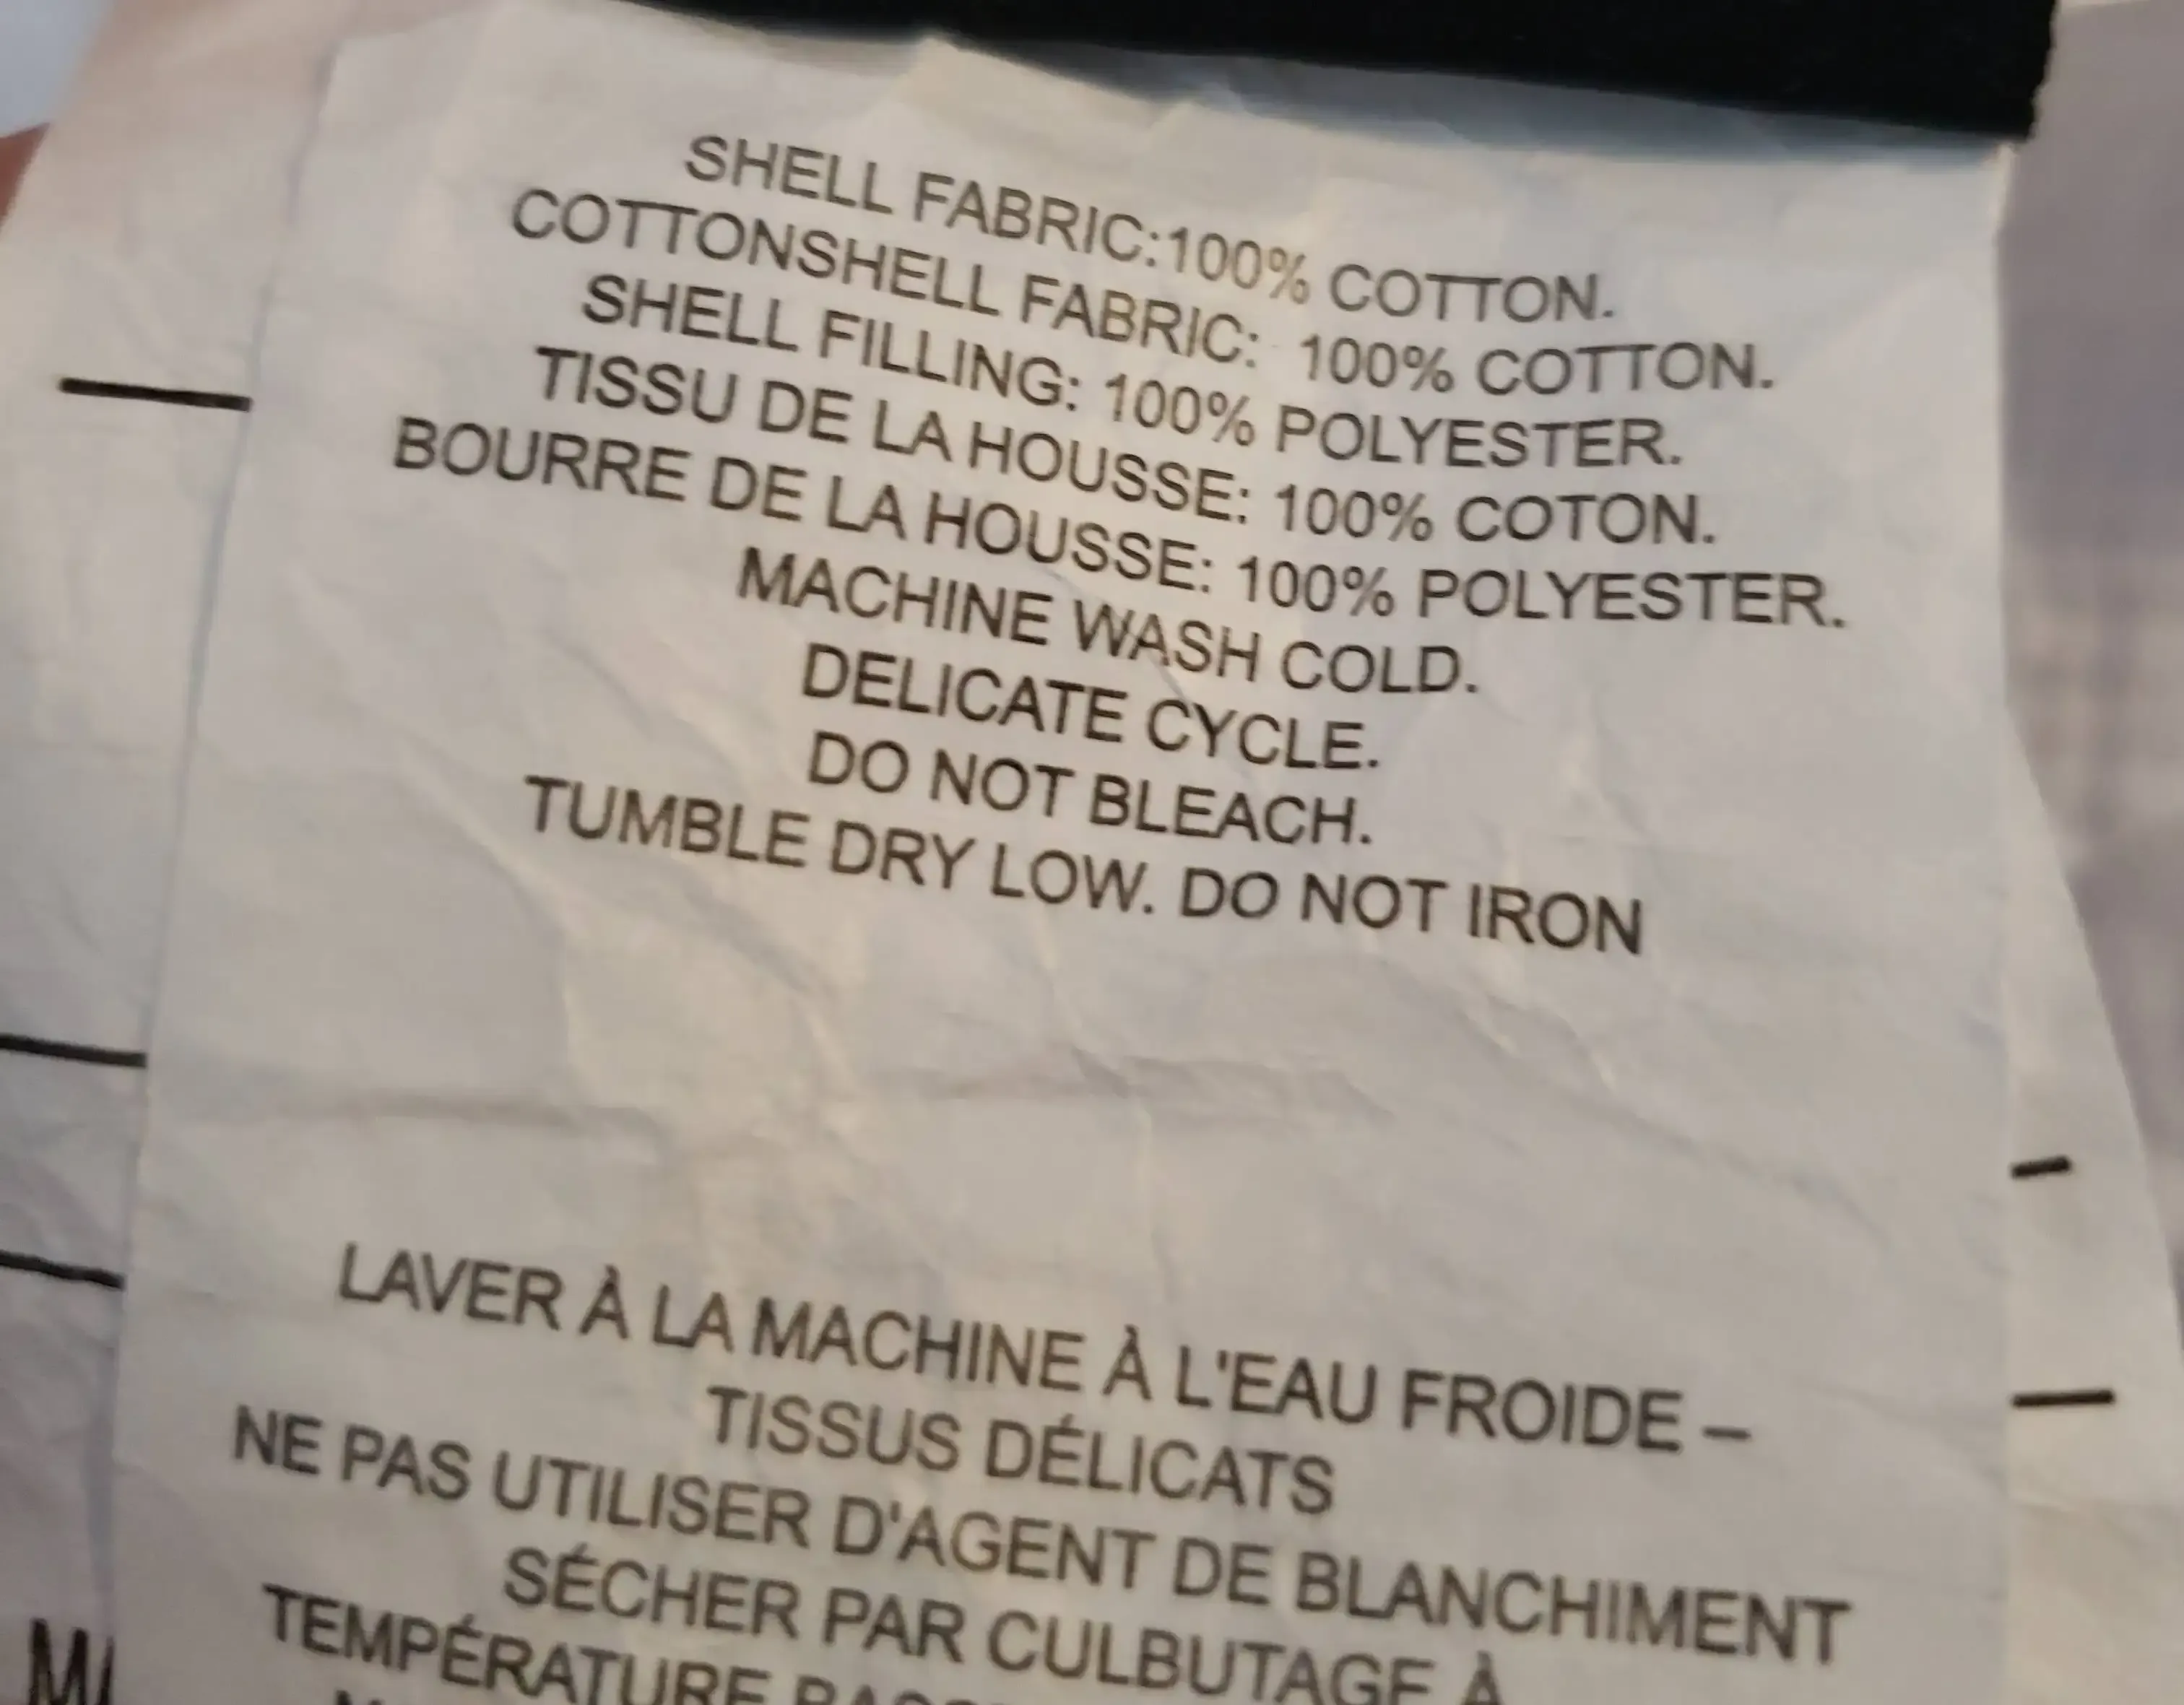 SHELL FABRIC:100% COTTON.
COTTONSHELL FABRIC: 100% COTTON.
SHELL FILLING: 100% POLYESTER.
TISSU DE LA HOUSSE: 100% COTON.
BOURRE DE LA HOUSSE: 100% POLYESTER.
MACHINE WASH COLD.
DELICATE CYCLE.
DO NOT BLEACH.
TUMBLE DRY LOW. DO NOT IRON
LAVER À LA MACHINE À L'EAU FROIDE –
TISSUS DÉLICATS
NE PAS UTILISER D'AGENT DE BLANCHIMENT
SÉCHER PAR CULBUTAGE À
TEMPÉRATURE